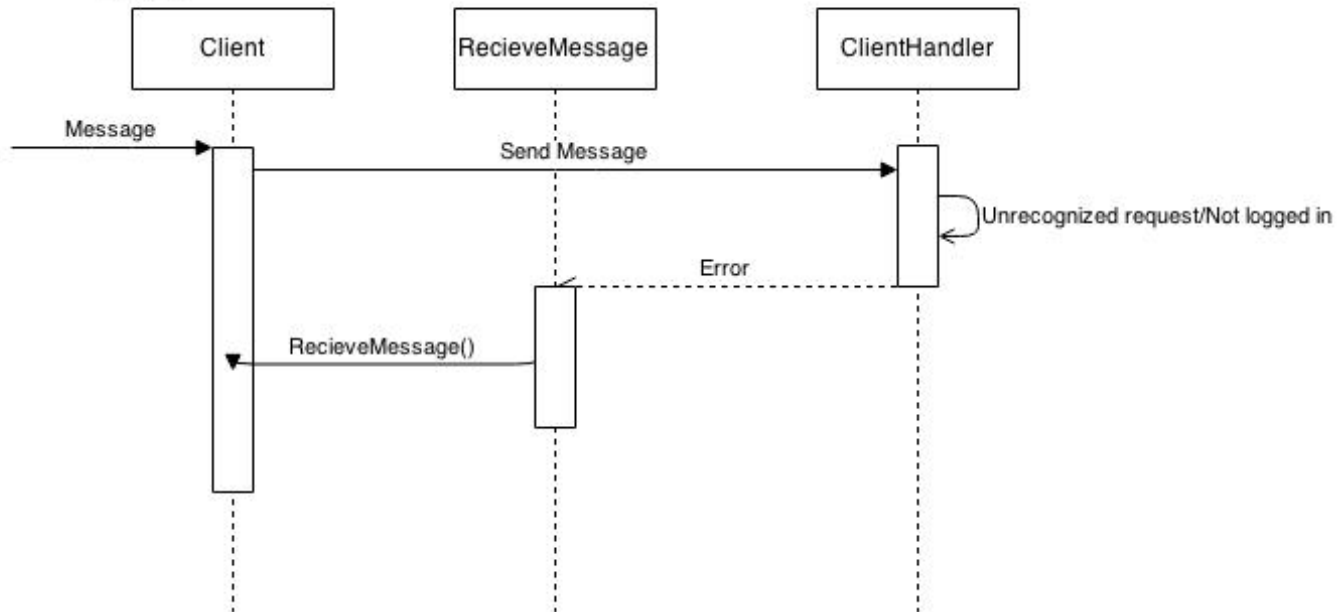 Client
RecieveMessage
ClientHandler
Message
Send Message
Unrecognized request/Not logged in
Error
RecieveMessage()